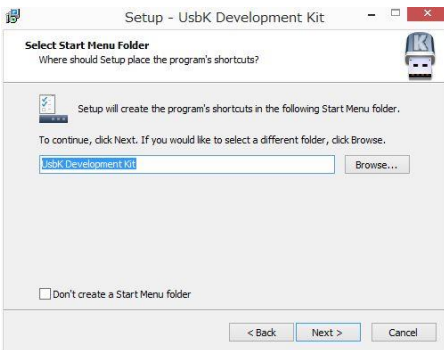 Setup - UsbK Development Kit
Select Start Menu Folder
Where should Setup place the program's shortcuts?
K
Setup will create the program's shortcuts in the following Start Menu folder.
To continue, click Next. If you would like to select a different folder, click Browse.
UsbK Development Kit
Browse...
Don't create a Start Menu folder
< Back
Next >
Cancel